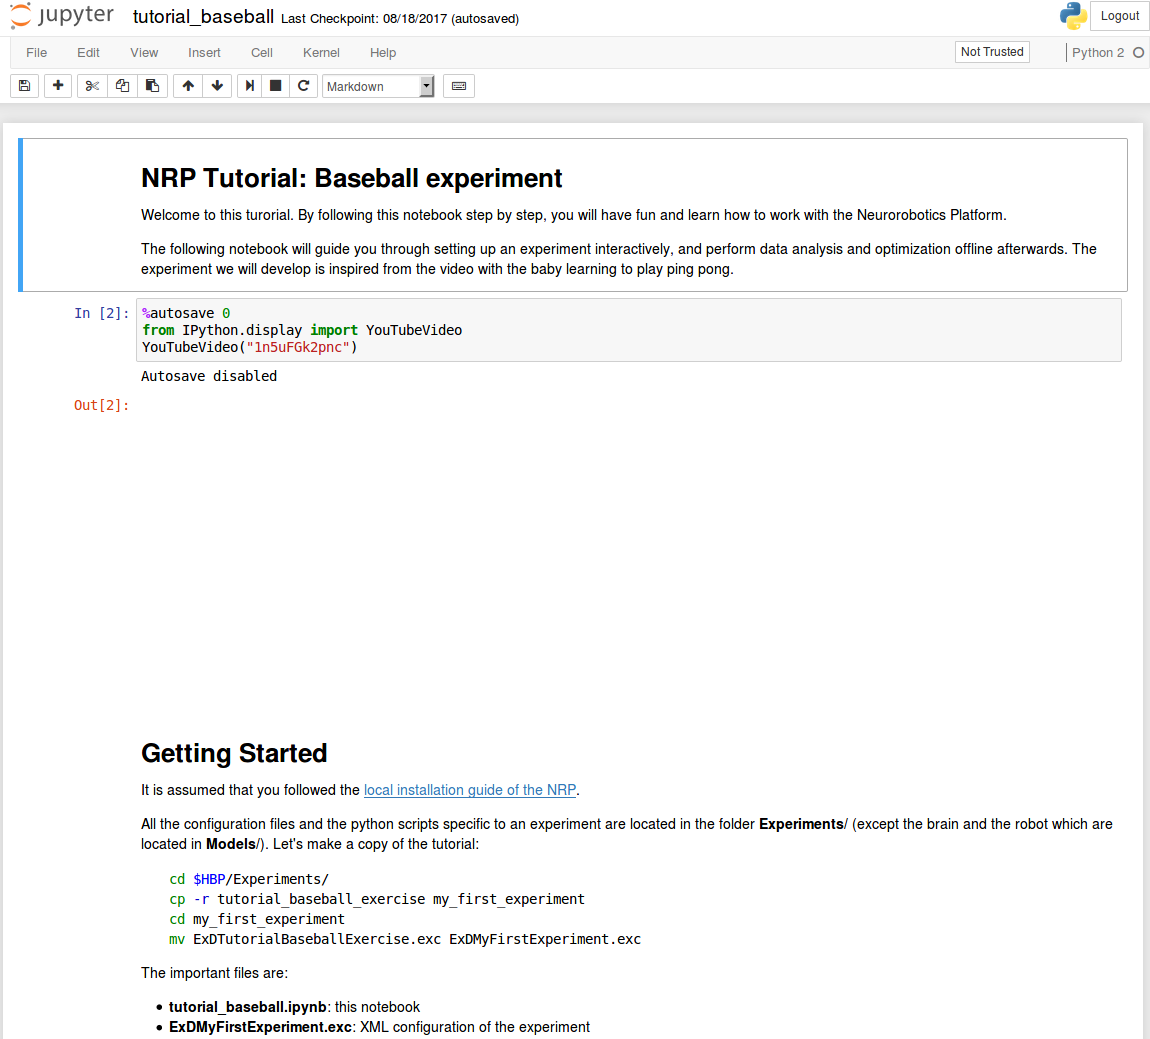 jupyter tutorial_baseball Last Checkpoint: 08/18/2017 (autosaved) Logout
File Edit View Insert Cell Kernel Help Not Trusted Python 2
Markdown
NRP Tutorial: Baseball experiment
Welcome to this turorial. By following this notebook step by step, you will have fun and learn how to work with the Neurorobotics Platform.
The following notebook will guide you through setting up an experiment interactively, and perform data analysis and optimization offline afterwards. The
experiment we will develop is inspired from the video with the baby learning to play ping pong.
In [2]: %autosave 0
from IPython.display import YouTubeVideo
YouTubeVideo("1n5uFGk2pnc")
Autosave disabled
Out[2]:
Getting Started
It is assumed that you followed the local installation guide of the NRP.
All the configuration files and the python scripts specific to an experiment are located in the folder Experiments/ (except the brain and the robot which are
located in Models/). Let's make a copy of the tutorial:
cd $HBP/Experiments/
cp -r tutorial_baseball_exercise my_first_experiment
cd my_first_experiment
mv ExDTutorialBaseballExercise.exc ExDMyFirstExperiment.exc
The important files are:
• tutorial_baseball.ipynb: this notebook
• ExDMyFirstExperiment.exc: XML configuration of the experiment